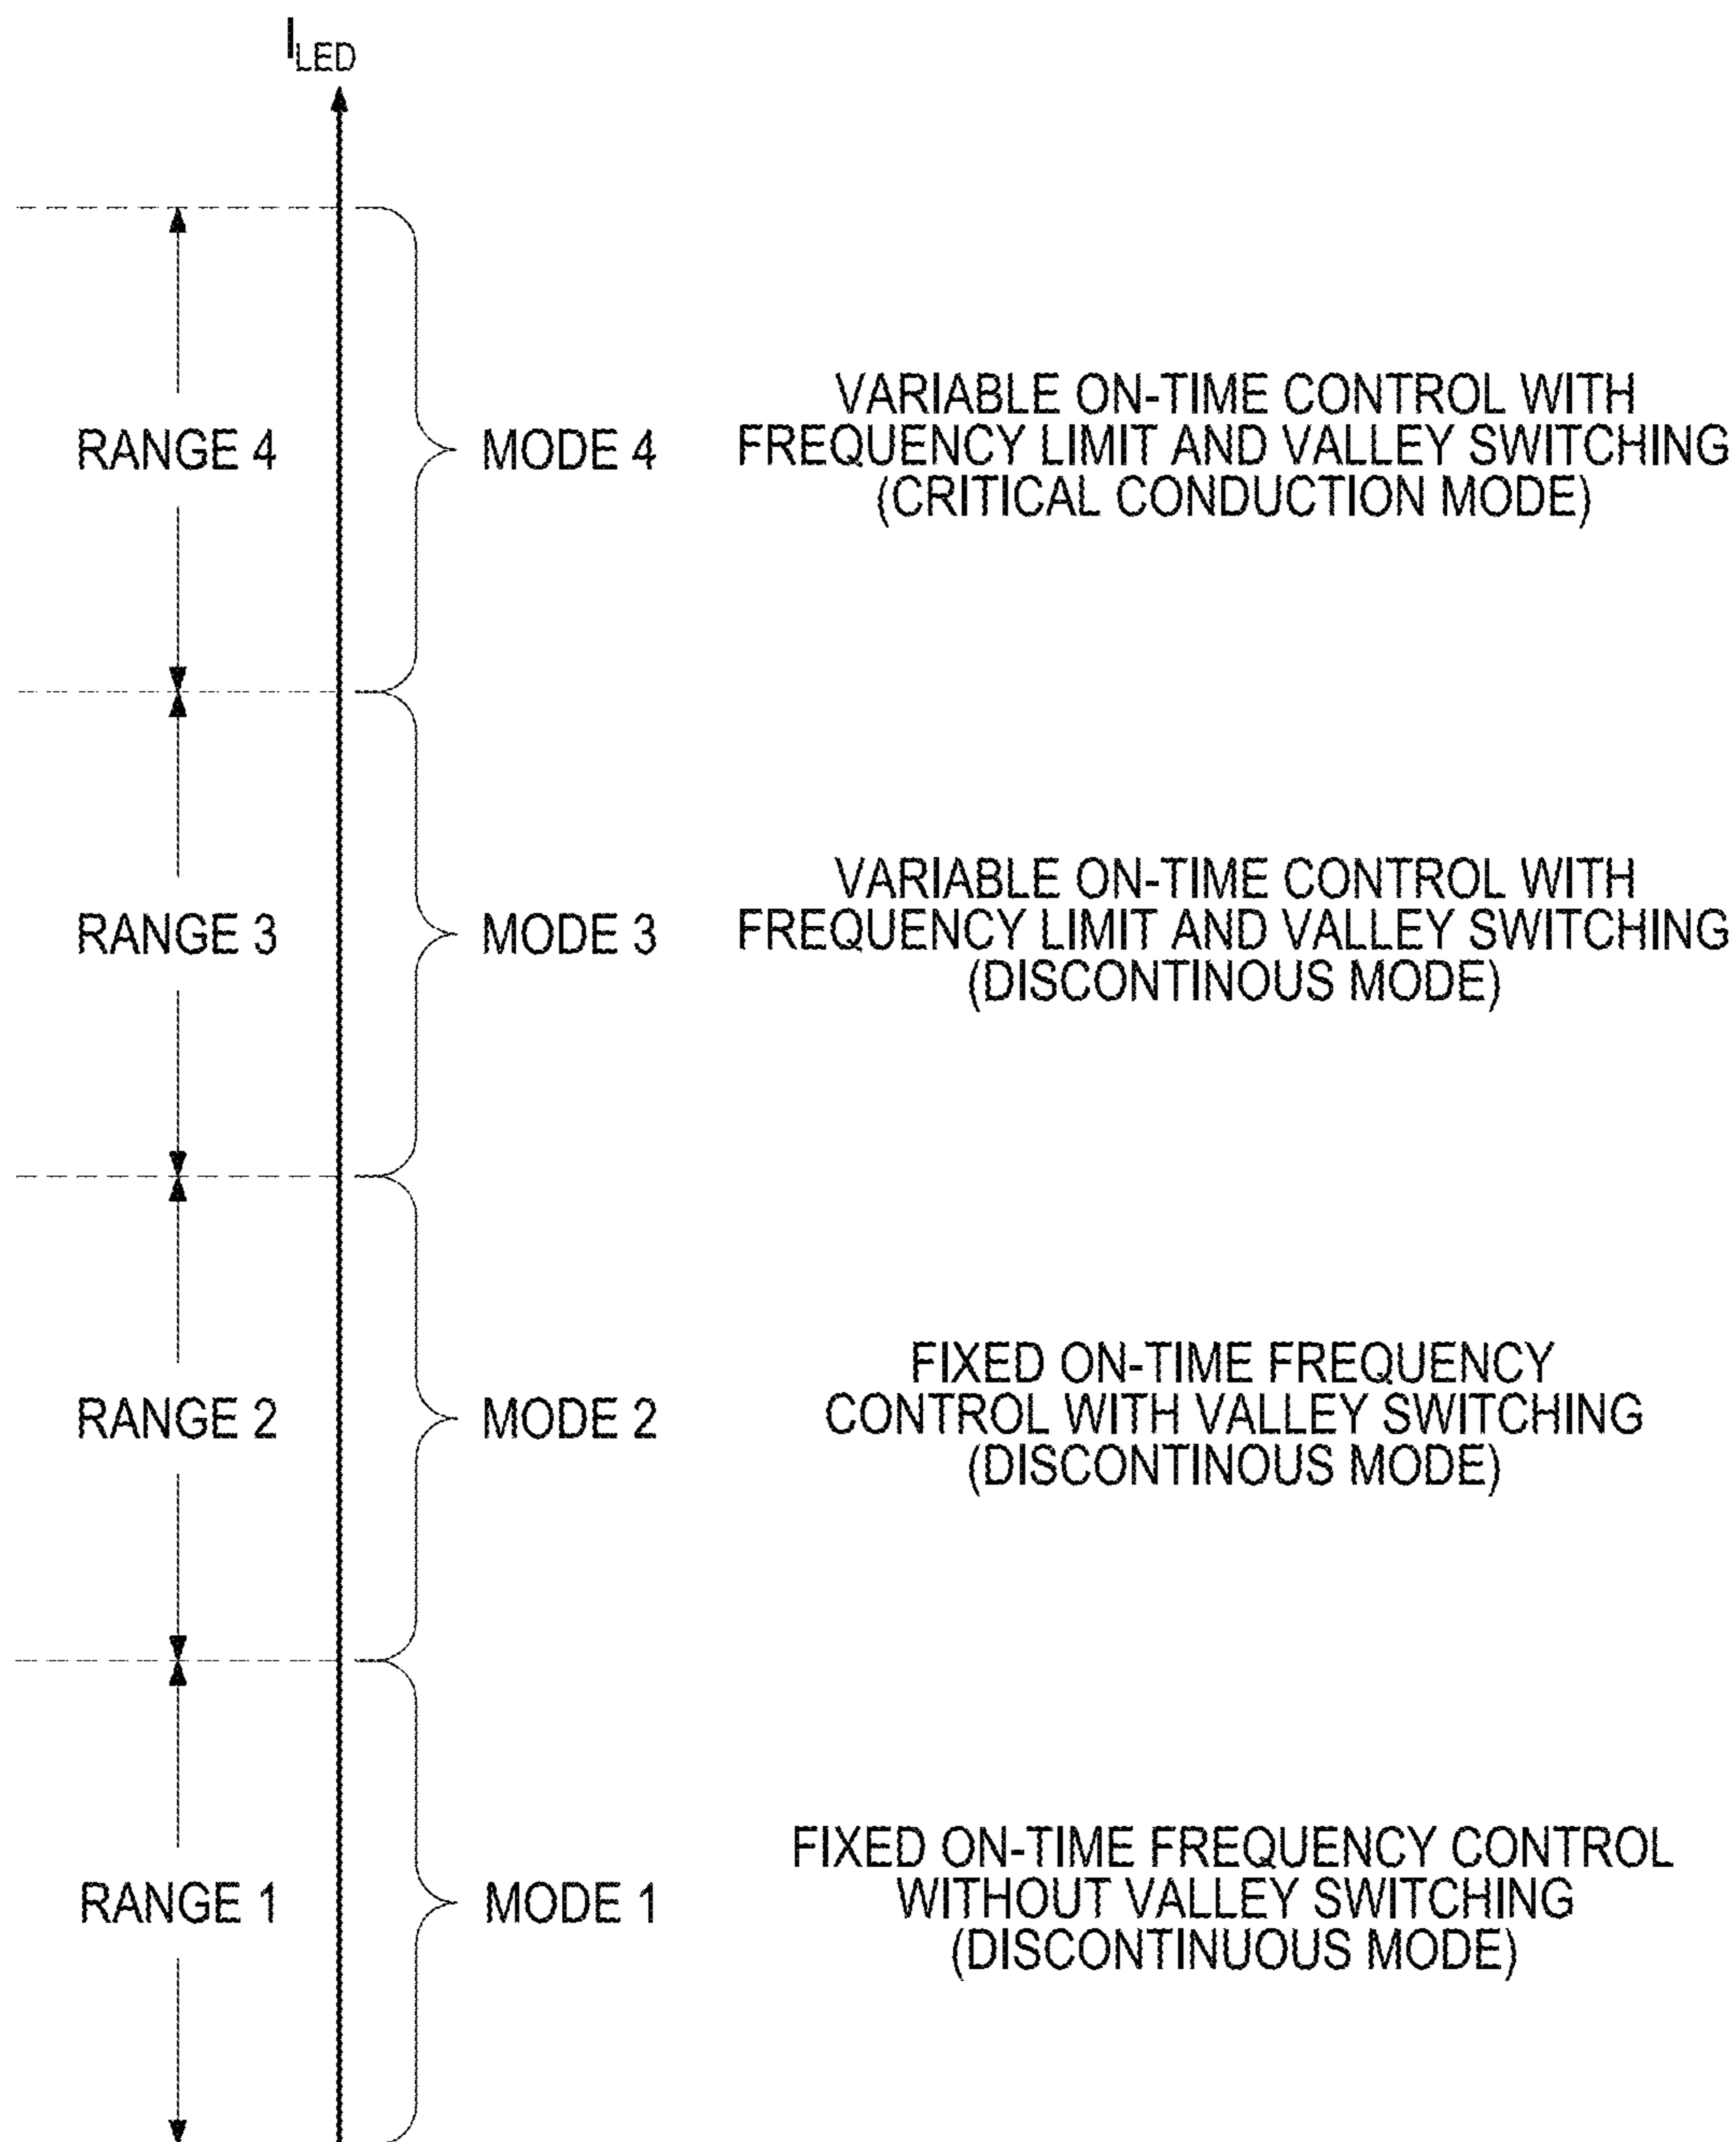 I_LED
RANGE 4
MODE 4
VARIABLE ON-TIME CONTROL WITH
FREQUENCY LIMIT AND VALLEY SWITCHING
(CRITICAL CONDUCTION MODE)
RANGE 3
MODE 3
VARIABLE ON-TIME CONTROL WITH
FREQUENCY LIMIT AND VALLEY SWITCHING
(DISCONTINOUS MODE)
RANGE 2
MODE 2
FIXED ON-TIME FREQUENCY
CONTROL WITH VALLEY SWITCHING
(DISCONTINOUS MODE)
RANGE 1
MODE 1
FIXED ON-TIME FREQUENCY CONTROL
WITHOUT VALLEY SWITCHING
(DISCONTINUOUS MODE)